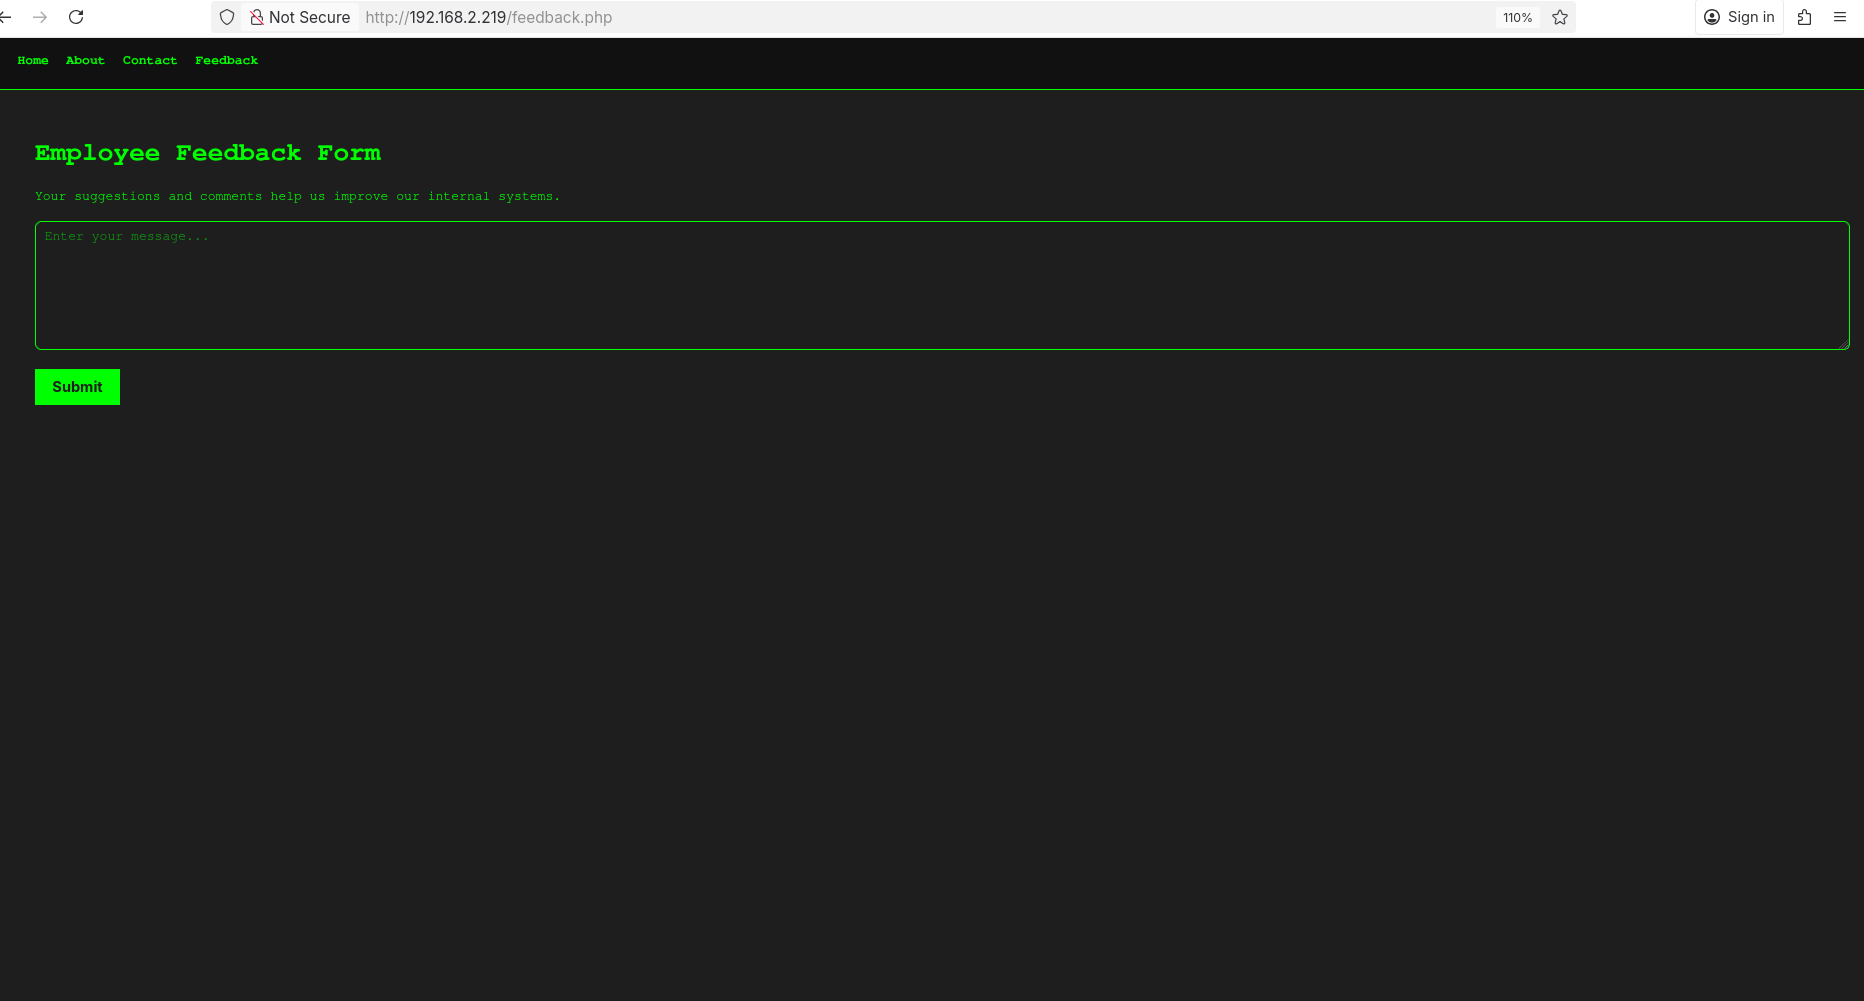 Not Secure http://192.168.2.219/feedback.php 110% Sign in
Home About Contact Feedback
Employee Feedback Form
Your suggestions and comments help us improve our internal systems.
Enter your message...
Submit